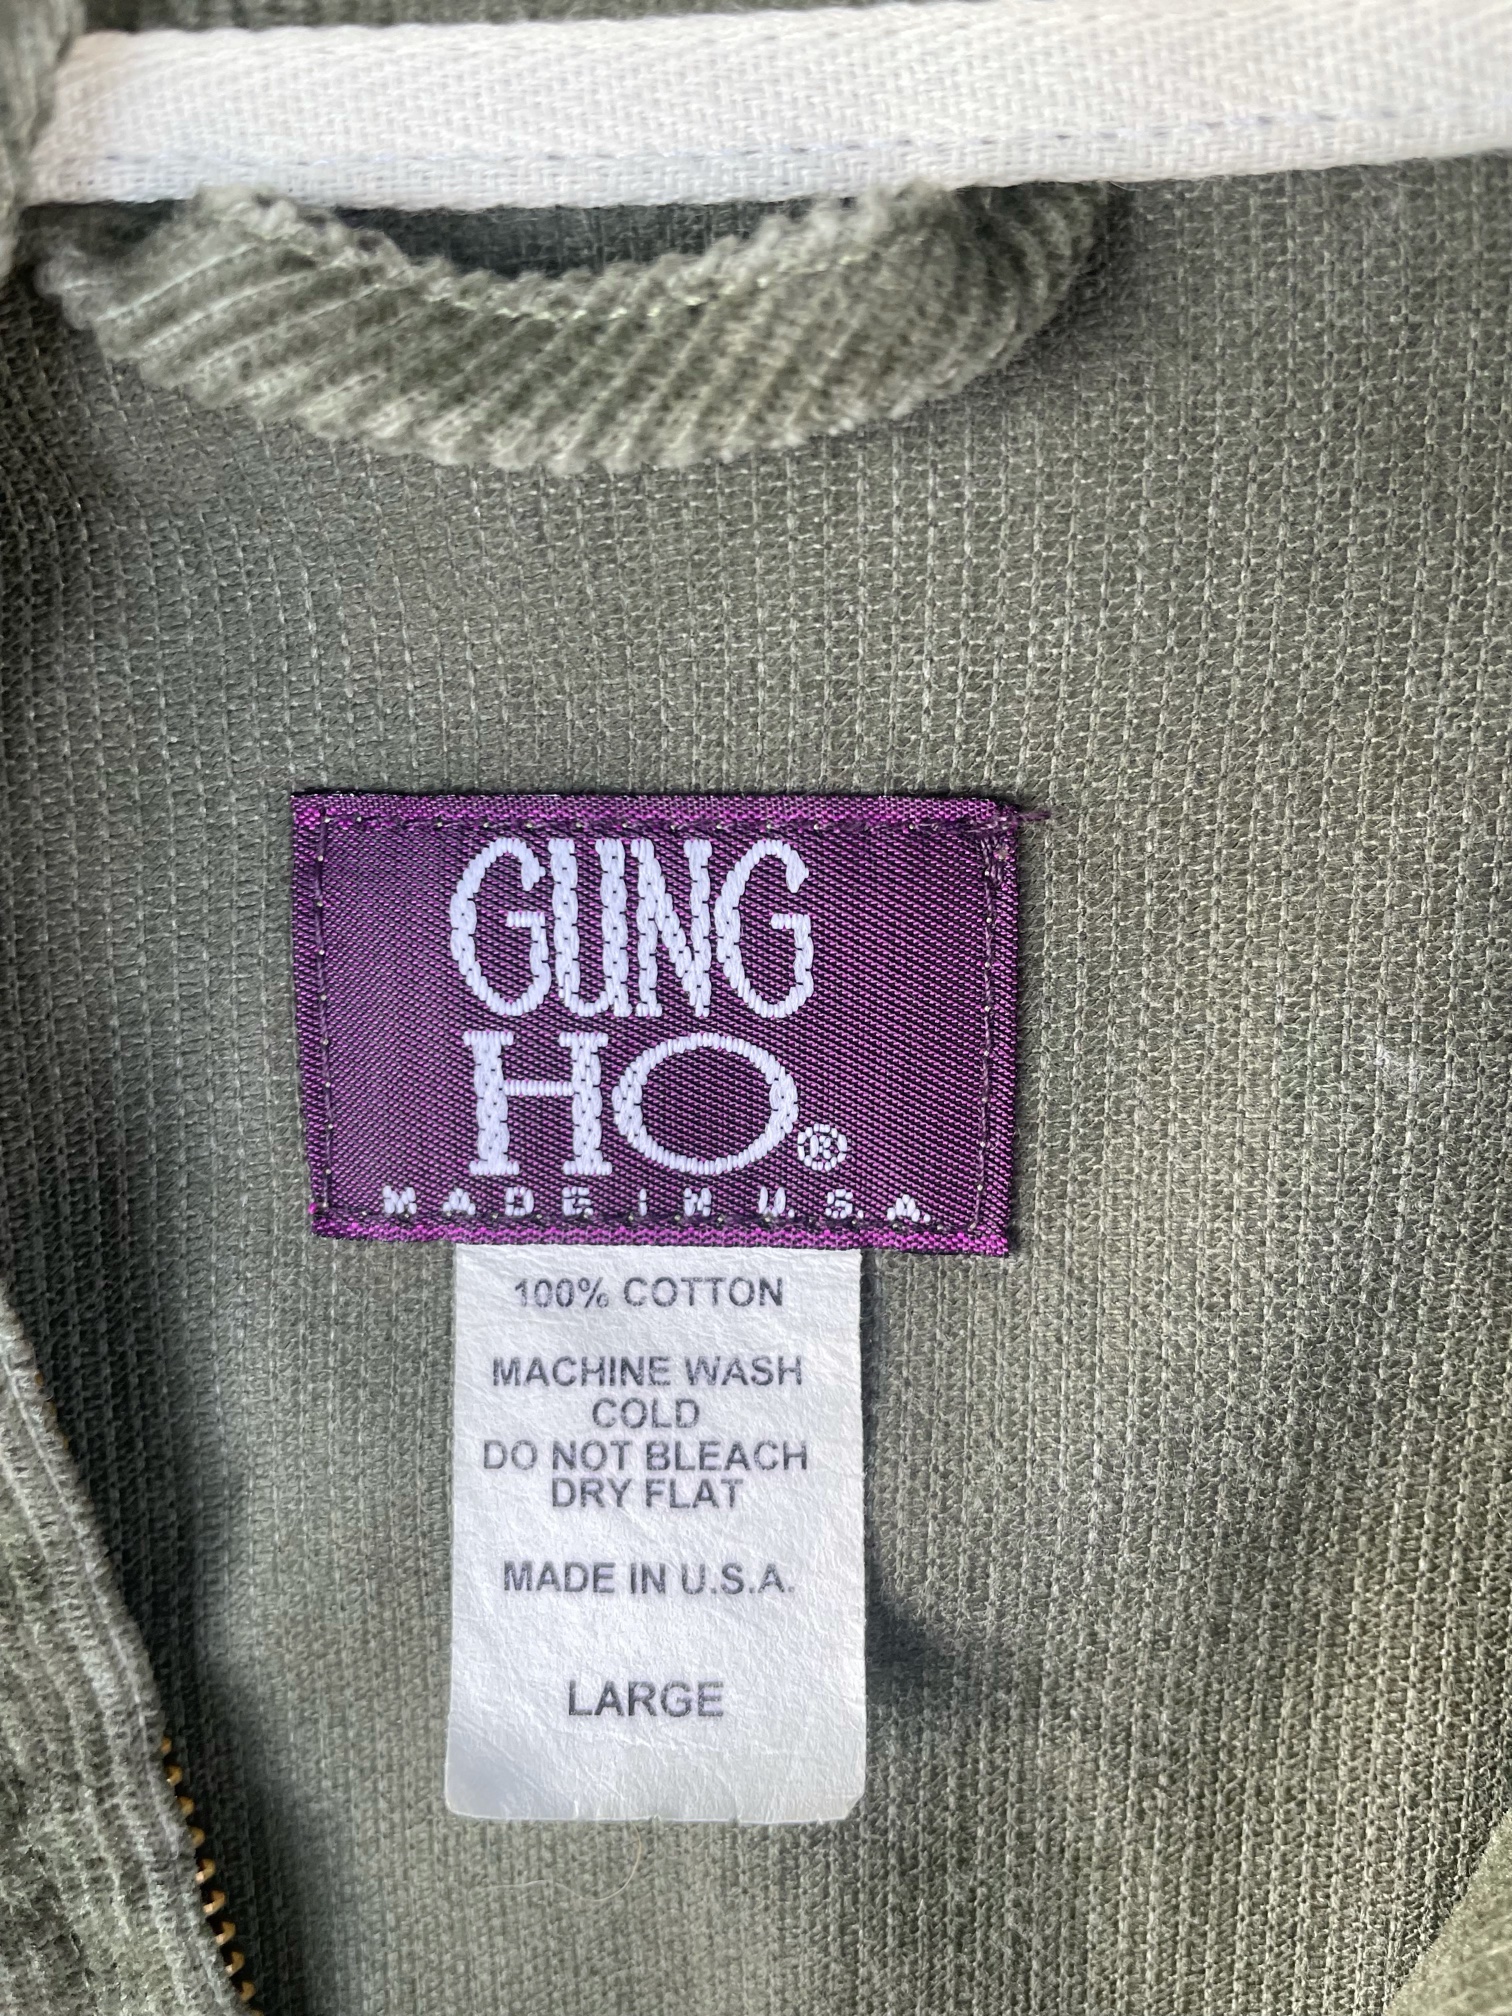 GUNG
HO®
MADE IN U.S.A.
100% COTTON
MACHINE WASH
COLD
DO NOT BLEACH
DRY FLAT
MADE IN U.S.A.
LARGE